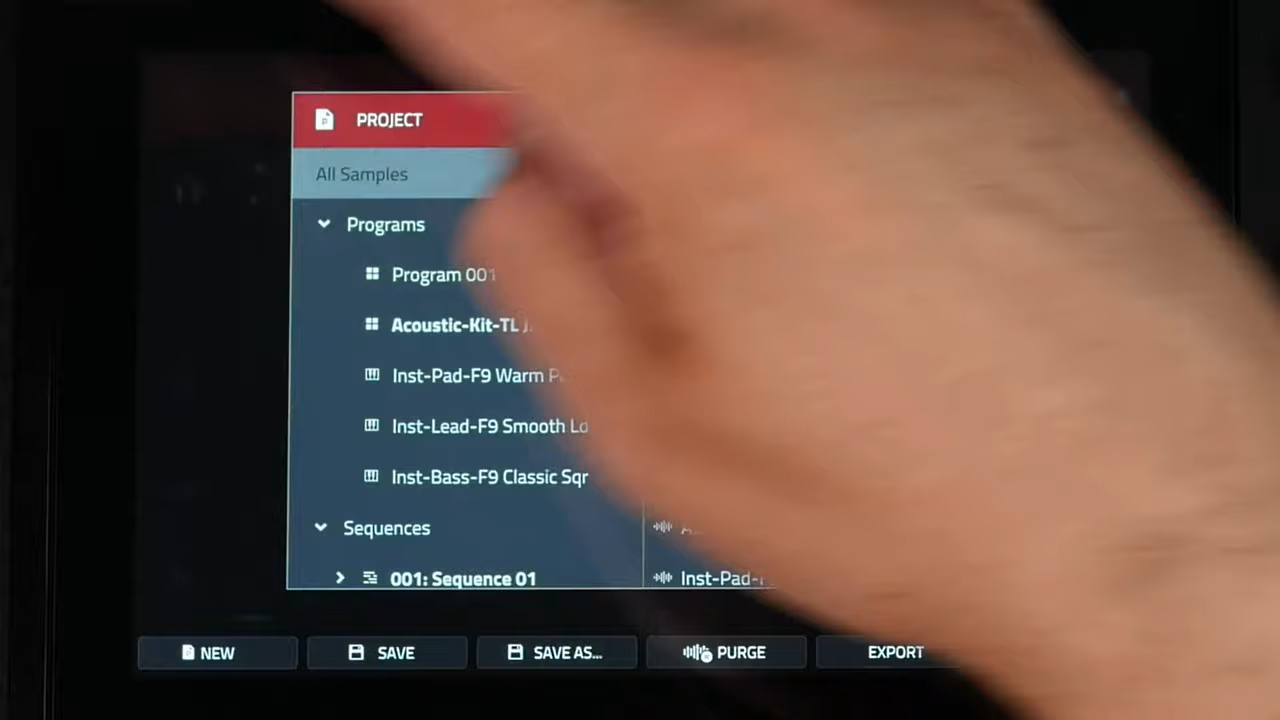 PROJECT
All Samples
Programs
Program 001
Acoustic-Kit-TL
Inst-Pad-F9 Warm
Inst-Lead-F9 Smooth
Inst-Bass-F9 Classic Sqr
Sequences
001: Sequence 01
Inst-Pad-
NEW
SAVE
SAVE AS...
PURGE
EXPORT